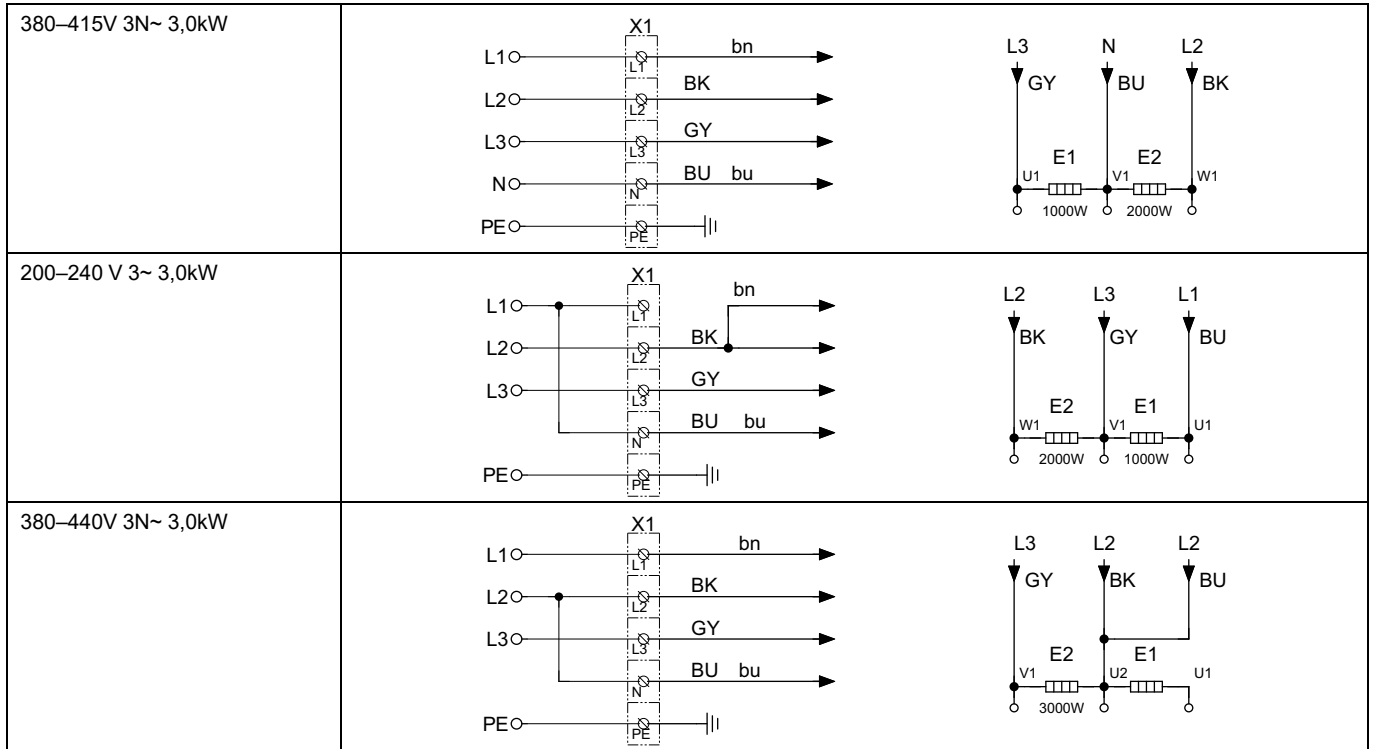 380–415V 3N~ 3,0kW
X1
L1 L1 bn
L2 L2 BK
L3 L3 GY
N N BU bu
PE PE
L3 N L2
GY BU BK
E1 E2
U1 V1 W1
1000W 2000W
200–240 V 3~ 3,0kW
X1
bn
L1 L1
L2 L2 BK
L3 L3 GY
N BU bu
PE PE
L2 L3 L1
BK GY BU
E2 E1
W1 V1 U1
2000W 1000W
380–440V 3N~ 3,0kW
X1
L1 L1 bn
L2 L2 BK
L3 L3 GY
N BU bu
PE PE
L3 L2 L2
GY BK BU
E2 E1
V1 U2 U1
3000W